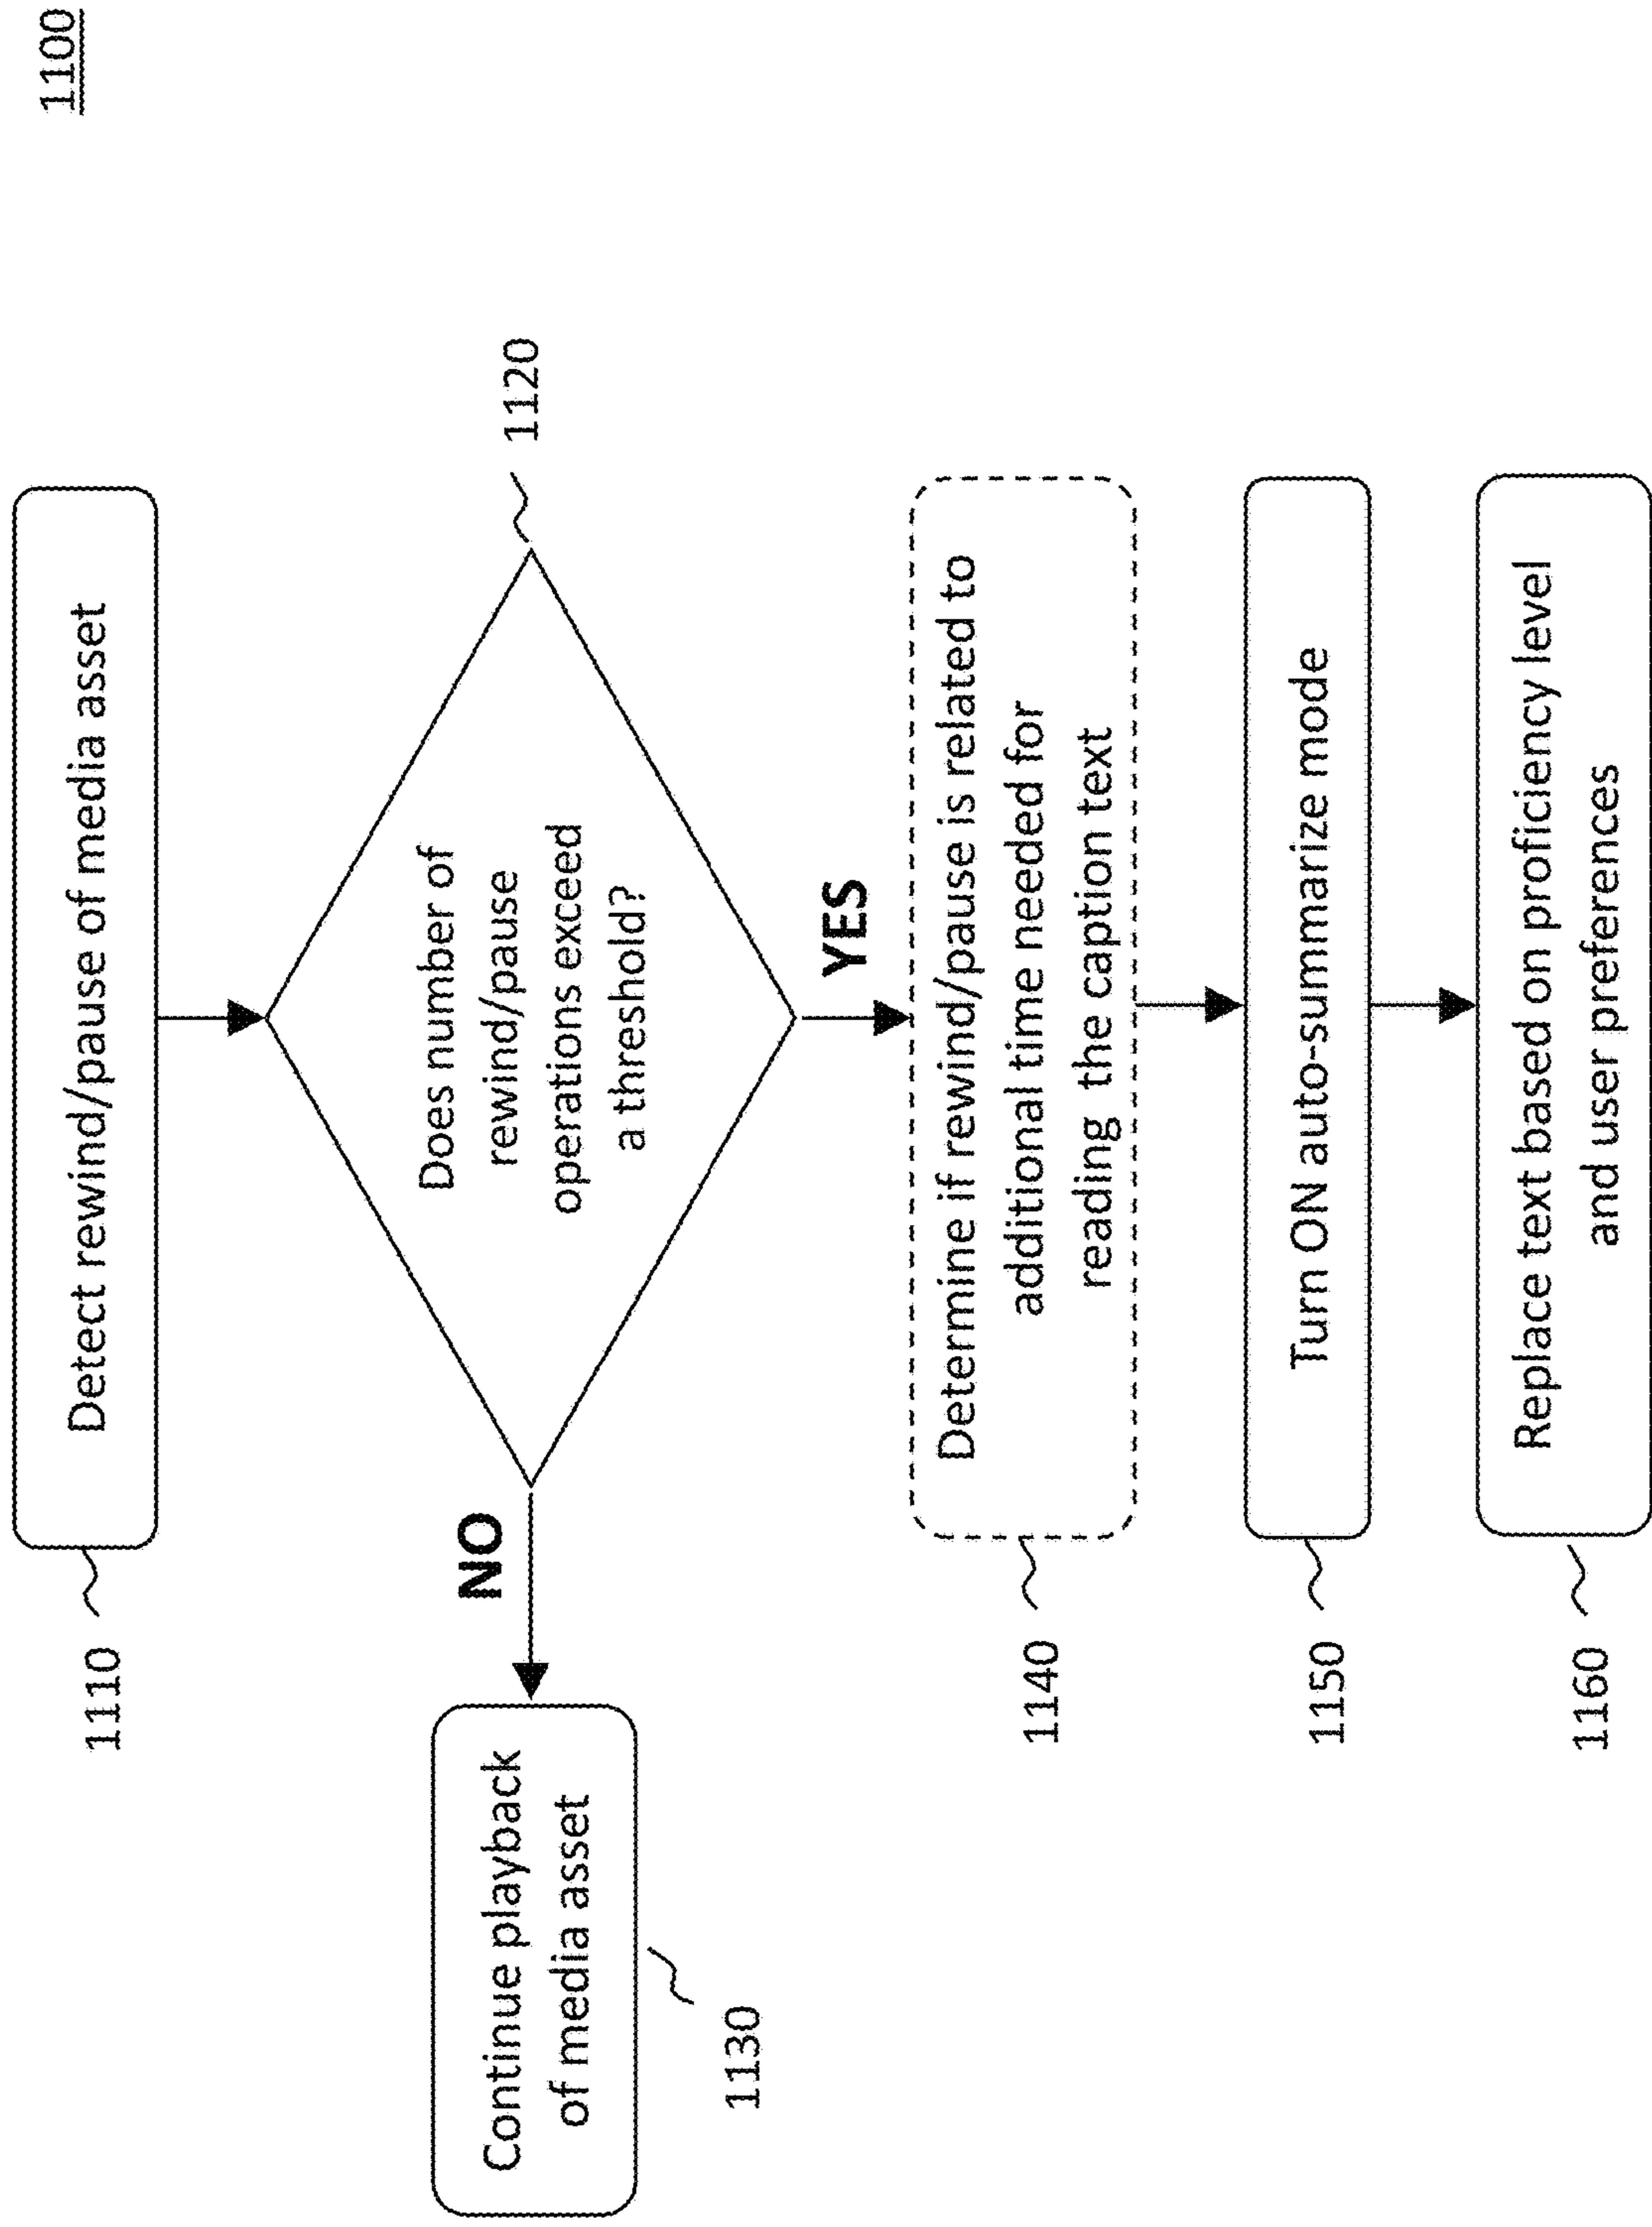 1100
Detect rewind/pause of media asset
1110
Does number of
rewind/pause
operations exceed
a threshold?
1120
NO
Continue playback
of media asset
1130
YES
Determine if rewind/pause is related to
additional time needed for
reading the caption text
1140
Turn ON auto-summarize mode
1150
Replace text based on proficiency level
and user preferences
1160